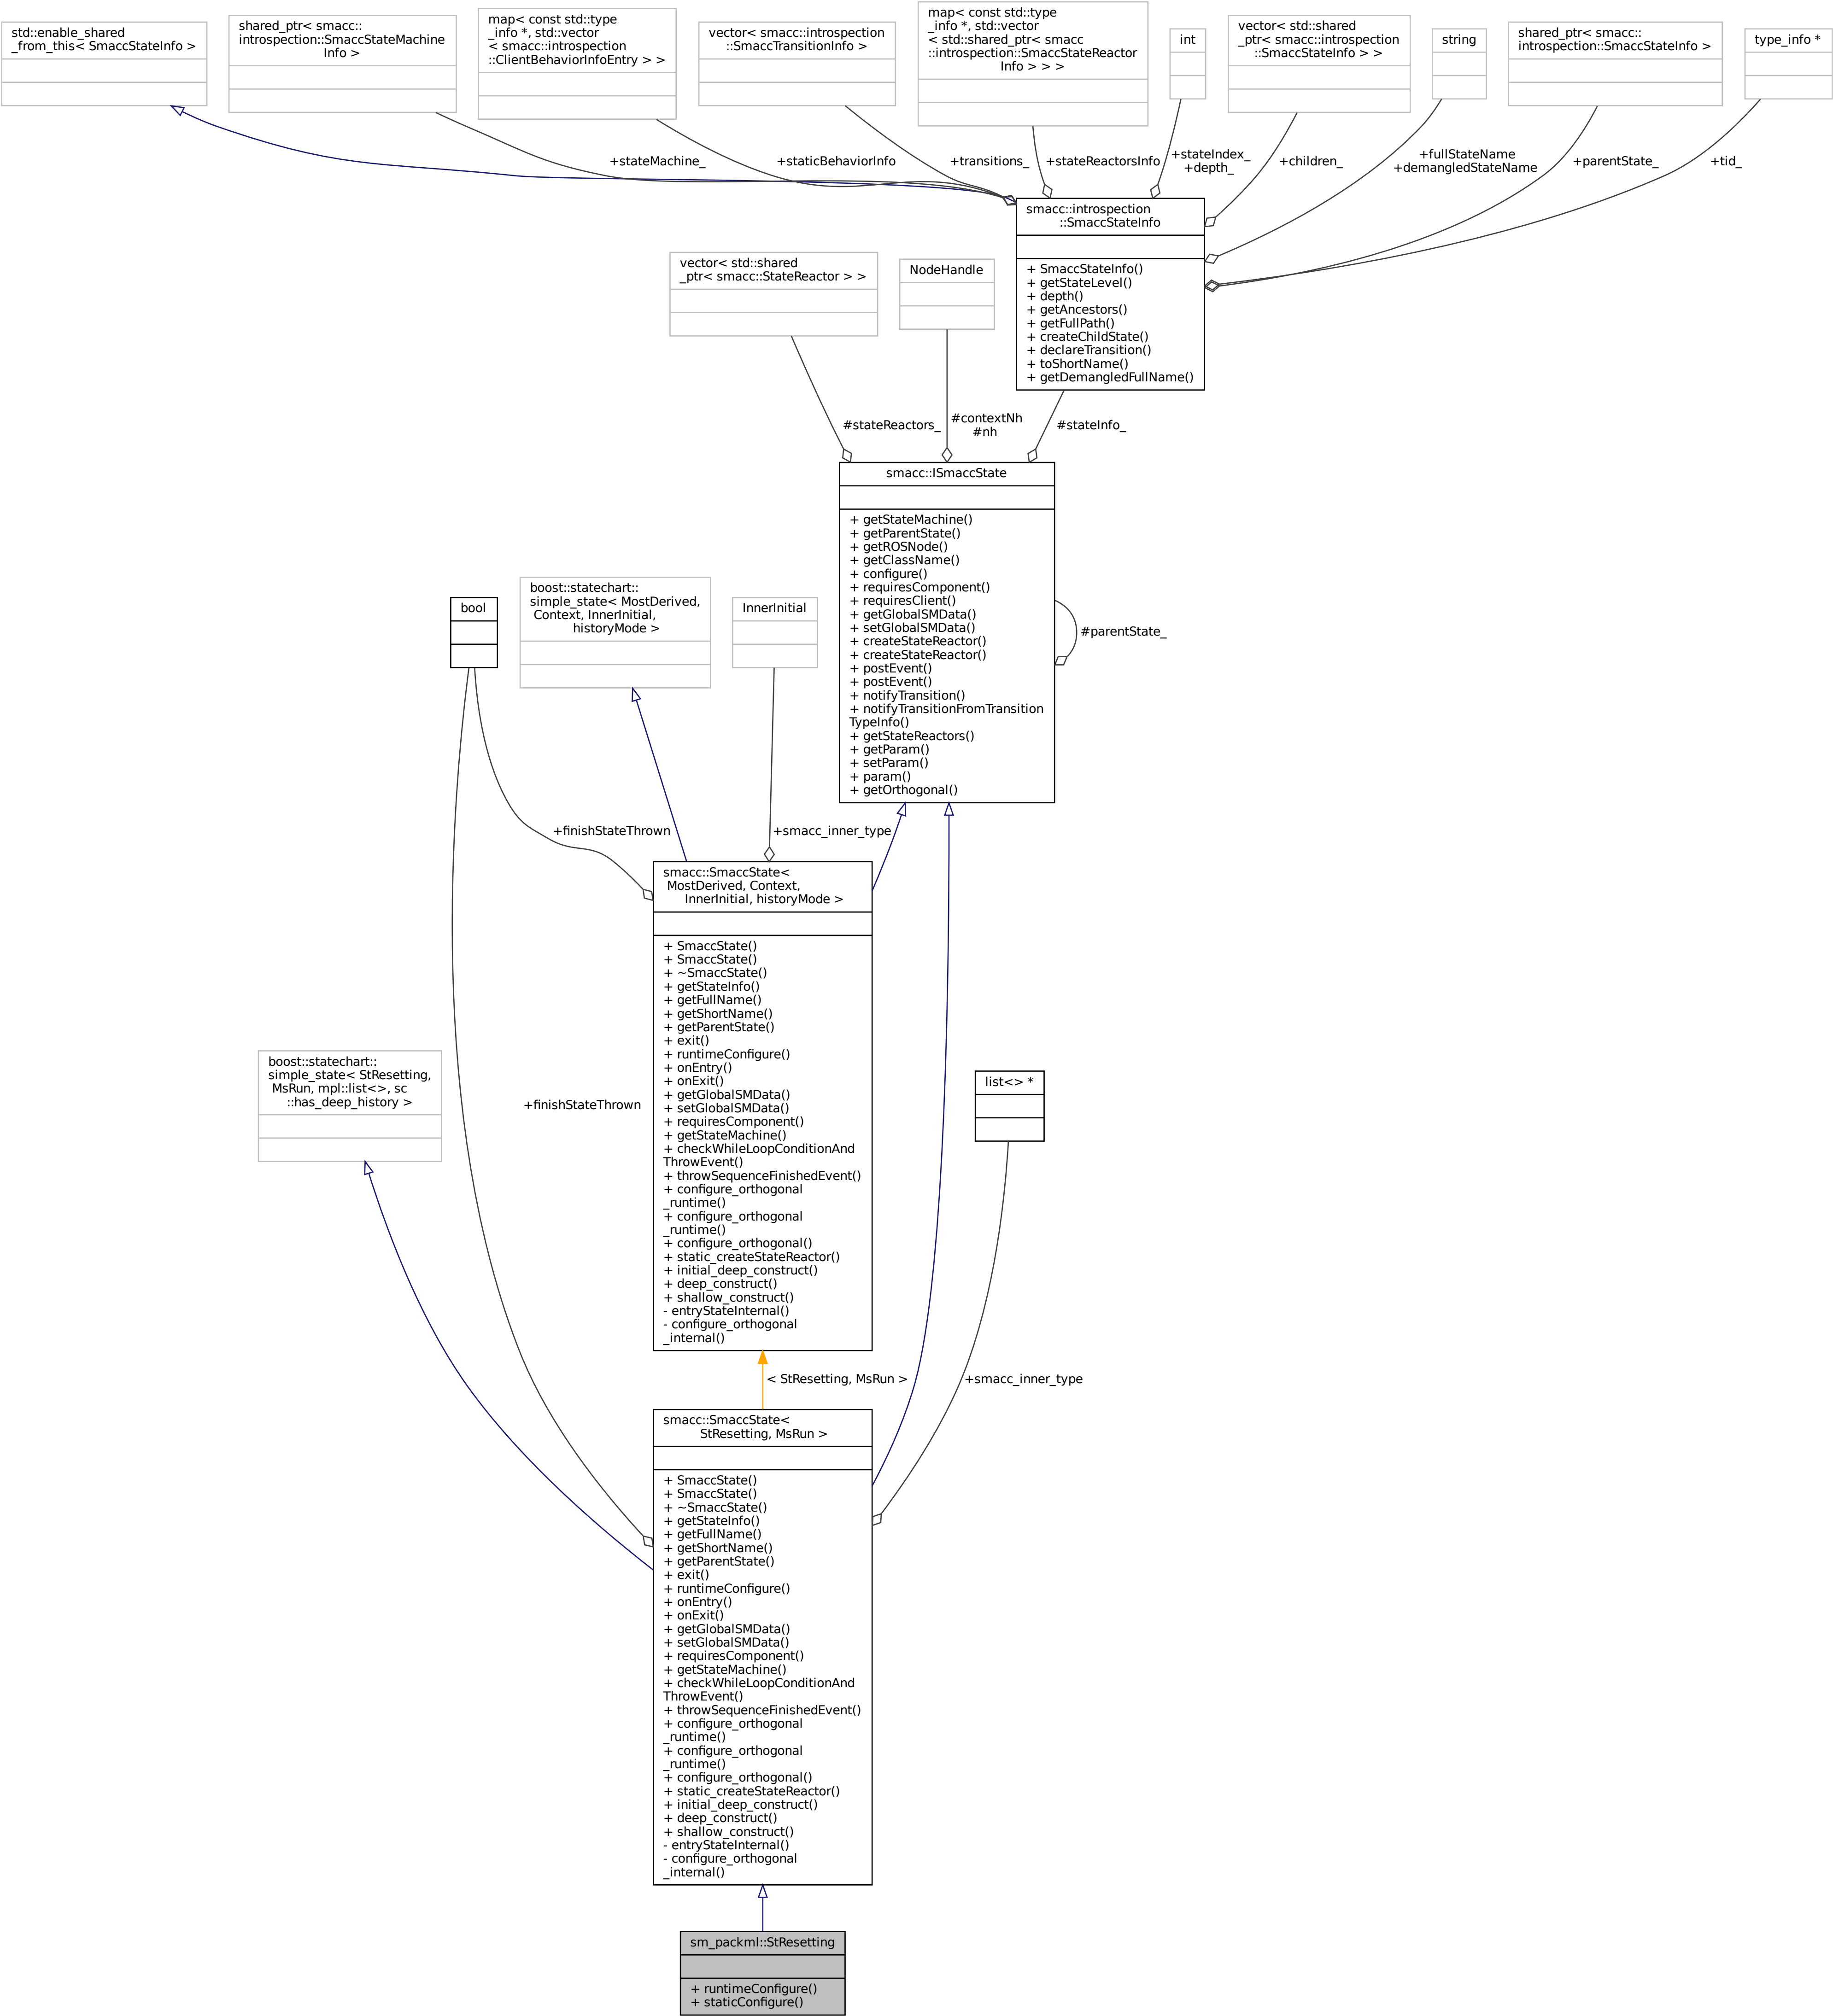 std::enable_shared
_from_this< SmaccStateInfo >
shared_ptr< smacc::
introspection::SmaccStateMachine
Info >
map< const std::type
_info *, std::vector
< smacc::introspection
::ClientBehaviorInfoEntry > >
vector< smacc::introspection
::SmaccTransitionInfo >
map< const std::type
_info *, std::vector
< std::shared_ptr< smacc
::introspection::SmaccStateReactor
Info > > >
int
vector< std::shared
_ptr< smacc::introspection
::SmaccStateInfo > >
string
shared_ptr< smacc::
introspection::SmaccStateInfo >
type_info *
+stateMachine_
+staticBehaviorInfo
+transitions_
+stateReactorsInfo
+stateIndex_
+depth_
+children_
+fullStateName
+demangledStateName
+parentState_
+tid_
smacc::introspection
::SmaccStateInfo
+ SmaccStateInfo()
+ getStateLevel()
+ depth()
+ getAncestors()
+ getFullPath()
+ createChildState()
+ declareTransition()
+ toShortName()
+ getDemangledFullName()
vector< std::shared
_ptr< smacc::StateReactor > >
NodeHandle
#stateReactors_
#contextNh
#nh
#stateInfo_
smacc::ISmaccState
+ getStateMachine()
+ getParentState()
+ getROSNode()
+ getClassName()
+ configure()
+ requiresComponent()
+ requiresClient()
+ getGlobalSMData()
+ setGlobalSMData()
+ createStateReactor()
+ createStateReactor()
+ postEvent()
+ postEvent()
+ notifyTransition()
+ notifyTransitionFromTransition
TypeInfo()
+ getStateReactors()
+ getParam()
+ setParam()
+ param()
+ getOrthogonal()
#parentState_
bool
boost::statechart::
simple_state< MostDerived,
Context, InnerInitial,
historyMode >
InnerInitial
+finishStateThrown
+smacc_inner_type
smacc::SmaccState<
MostDerived, Context,
InnerInitial, historyMode >
+ SmaccState()
+ SmaccState()
+ ~SmaccState()
+ getStateInfo()
+ getFullName()
+ getShortName()
+ getParentState()
+ exit()
+ runtimeConfigure()
+ onEntry()
+ onExit()
+ getGlobalSMData()
+ setGlobalSMData()
+ requiresComponent()
+ getStateMachine()
+ checkWhileLoopConditionAnd
ThrowEvent()
+ throwSequenceFinishedEvent()
+ configure_orthogonal
_runtime()
+ configure_orthogonal
_runtime()
+ configure_orthogonal()
+ static_createStateReactor()
+ initial_deep_construct()
+ deep_construct()
+ shallow_construct()
- entryStateInternal()
- configure_orthogonal
_internal()
boost::statechart::
simple_state< StResetting,
MsRun, mpl::list<>, sc
::has_deep_history >
+finishStateThrown
list<> *
< StResetting, MsRun >
+smacc_inner_type
smacc::SmaccState<
StResetting, MsRun >
+ SmaccState()
+ SmaccState()
+ ~SmaccState()
+ getStateInfo()
+ getFullName()
+ getShortName()
+ getParentState()
+ exit()
+ runtimeConfigure()
+ onEntry()
+ onExit()
+ getGlobalSMData()
+ setGlobalSMData()
+ requiresComponent()
+ getStateMachine()
+ checkWhileLoopConditionAnd
ThrowEvent()
+ throwSequenceFinishedEvent()
+ configure_orthogonal
_runtime()
+ configure_orthogonal
_runtime()
+ configure_orthogonal()
+ static_createStateReactor()
+ initial_deep_construct()
+ deep_construct()
+ shallow_construct()
- entryStateInternal()
- configure_orthogonal
_internal()
sm_packml::StResetting
+ runtimeConfigure()
+ staticConfigure()